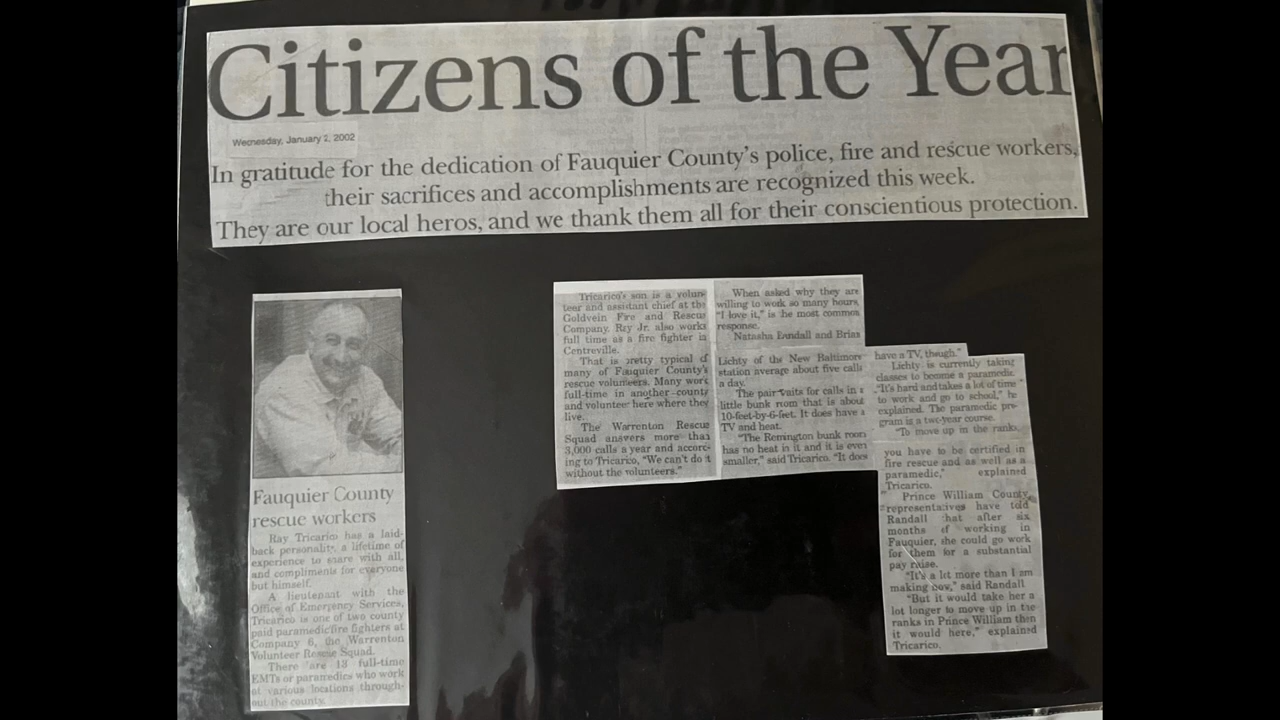 Citizens of the Year
Wednesday, January 2, 2002
In gratitude for the dedication of Fauquier County's police, fire and rescue workers,
their sacrifices and accomplishments are recognized this week.
They are our local heros, and we thank them all for their conscientious protection.
Fauquier County
rescue workers
Ray Tricarico has a laid-
back personality, a lifetime of
experience to share with all,
and compliments for everyone
but himself.
A lieutenant with the
Office of Emergency Services,
Tricarico is one of two county
paid paramedic/fire fighters at
Company 6, the Warrenton
Volunteer Rescue Squad.
There are 18 full-time
EMTs or paramedics who work
at various locations through-
out the county.
Tricarico's son is a volun-
teer and assistant chief at the
Goldvein Fire and Rescue
Company. Ray Jr. also works
full time as a fire fighter in
Centreville.
That is pretty typical of
many of Fauquier County's
rescue volunteers. Many work
full-time in another county
and volunteer here where they
live.
The Warrenton Rescue
Squad answers more than
3,000 calls a year and accord-
ing to Tricarico, "We can't do it
without the volunteers."
When asked why they are
willing to work so many hours,
"I love it," is the most common
response.
Natasha Randall and Brian
Lichty of the New Baltimore
station average about five calls
a day.
The pair waits for calls in a
little bunk room that is about
10-feet-by-6-feet. It does have a
TV and heat.
"The Remington bunk room
has no heat in it and it is even
smaller," said Tricarico. "It does
have a TV, though."
Lichty is currently taking
classes to become a paramedic.
"It's hard and takes a lot of time
to work and go to school," he
explained. The paramedic pro-
gram is a two-year course.
"To move up in the ranks,
you have to be certified in
fire rescue and as well as a
paramedic," explained
Tricarico.
Prince William County
representatives have told
Randall that after six
months of working in
Fauquier, she could go work
for them for a substantial
pay raise.
"It's a lot more than I am
making now," said Randall
"But it would take her a
lot longer to move up in the
ranks in Prince William than
it would here," explained
Tricarico.